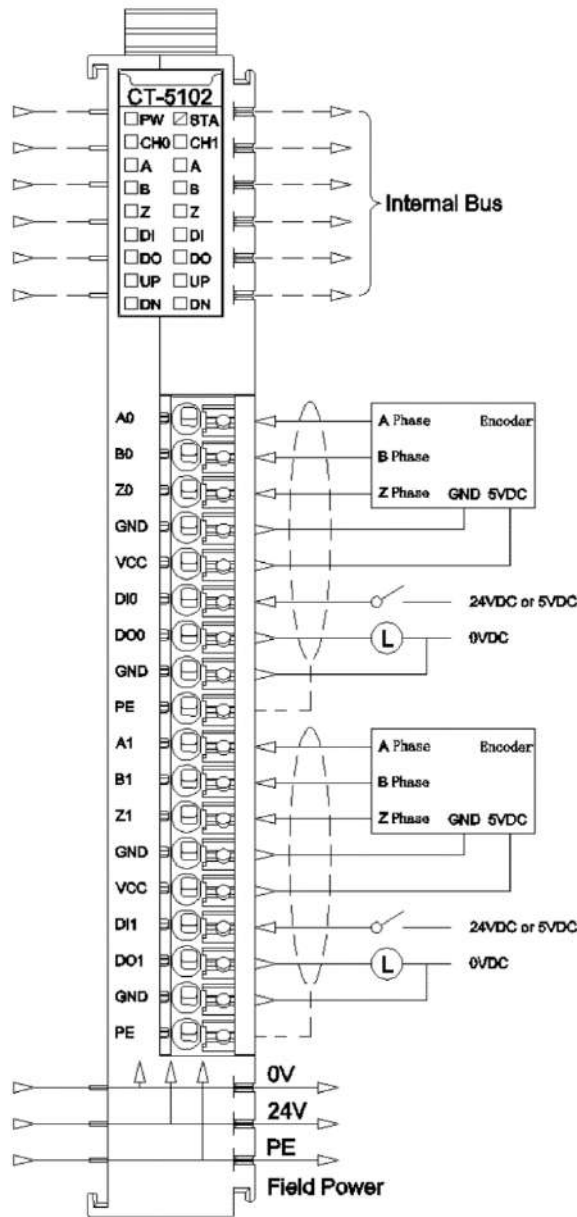 CT-5102
PW STA
CH0 CH1
A A
B B
Z Z
DI DI
DO DO
UP UP
DN DN
Internal Bus
A0
B0
Z0
GND
VCC
DI0
DO0
GND
PE
A Phase Encoder
B Phase
Z Phase GND 5VDC
24VDC or 5VDC
L 0VDC
A1
B1
Z1
GND
VCC
DI1
DO1
GND
PE
A Phase Encoder
B Phase
Z Phase GND 5VDC
24VDC or 5VDC
L 0VDC
0V
24V
PE
Field Power